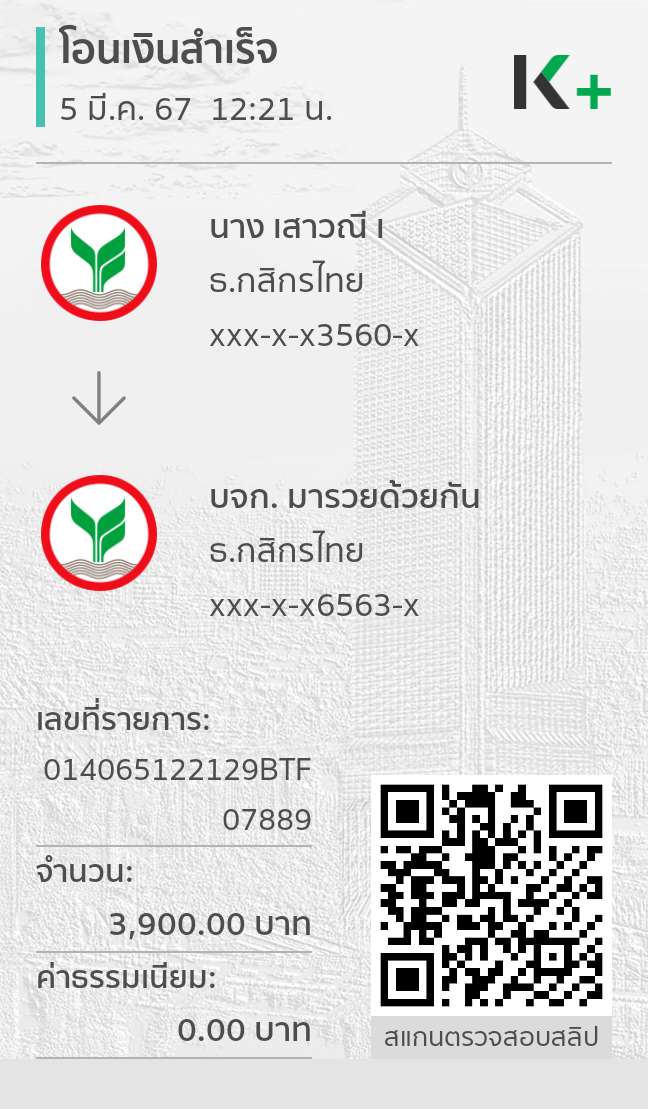 โอนเงินสำเร็จ
5 มี.ค. 67 12:21 น.
K+
นาง เสาวณี เ
ธ.กสิกรไทย
xxx-x-x3560-x
บจก. มารวยด้วยกัน
ธ.กสิกรไทย
xxx-x-x6563-x
เลขที่รายการ:
014065122129BTF
07889
จำนวน:
3,900.00 บาท
ค่าธรรมเนียม:
0.00 บาท
สแกนตรวจสอบสลิป